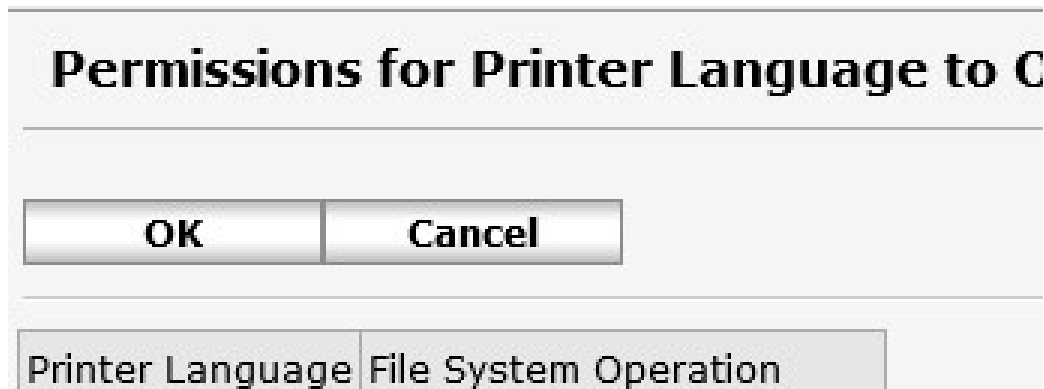 Permissions for Printer Language to
OK Cancel
Printer Language File System Operation